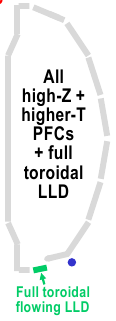 All
high-Z +
higher-T
PFCs
+ full
toroidal
LLD
Full toroidal
flowing LLD